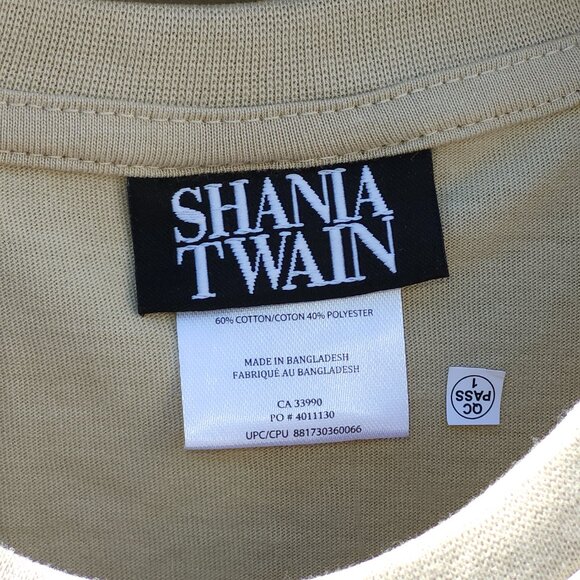 SHANIA
TWAIN
60% COTTON/COTON 40% POLYESTER
MADE IN BANGLADESH
FABRIQUÉ AU BANGLADESH
CA 33990
PO # 4011130
UPC/CPU 881730360066
QC
PASS
1